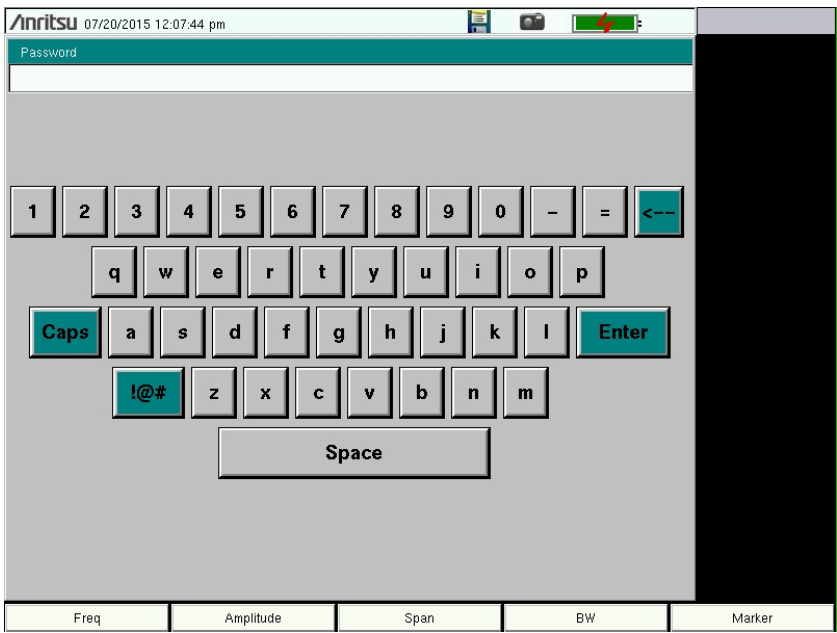 Anritsu 07/20/2015 12:07:44 pm
Password
1 2 3 4 5 6 7 8 9 0 - = <--
q w e r t y u i o p
Caps a s d f g h j k l Enter
!@# z x c v b n m
Space
Freq Amplitude Span BW Marker